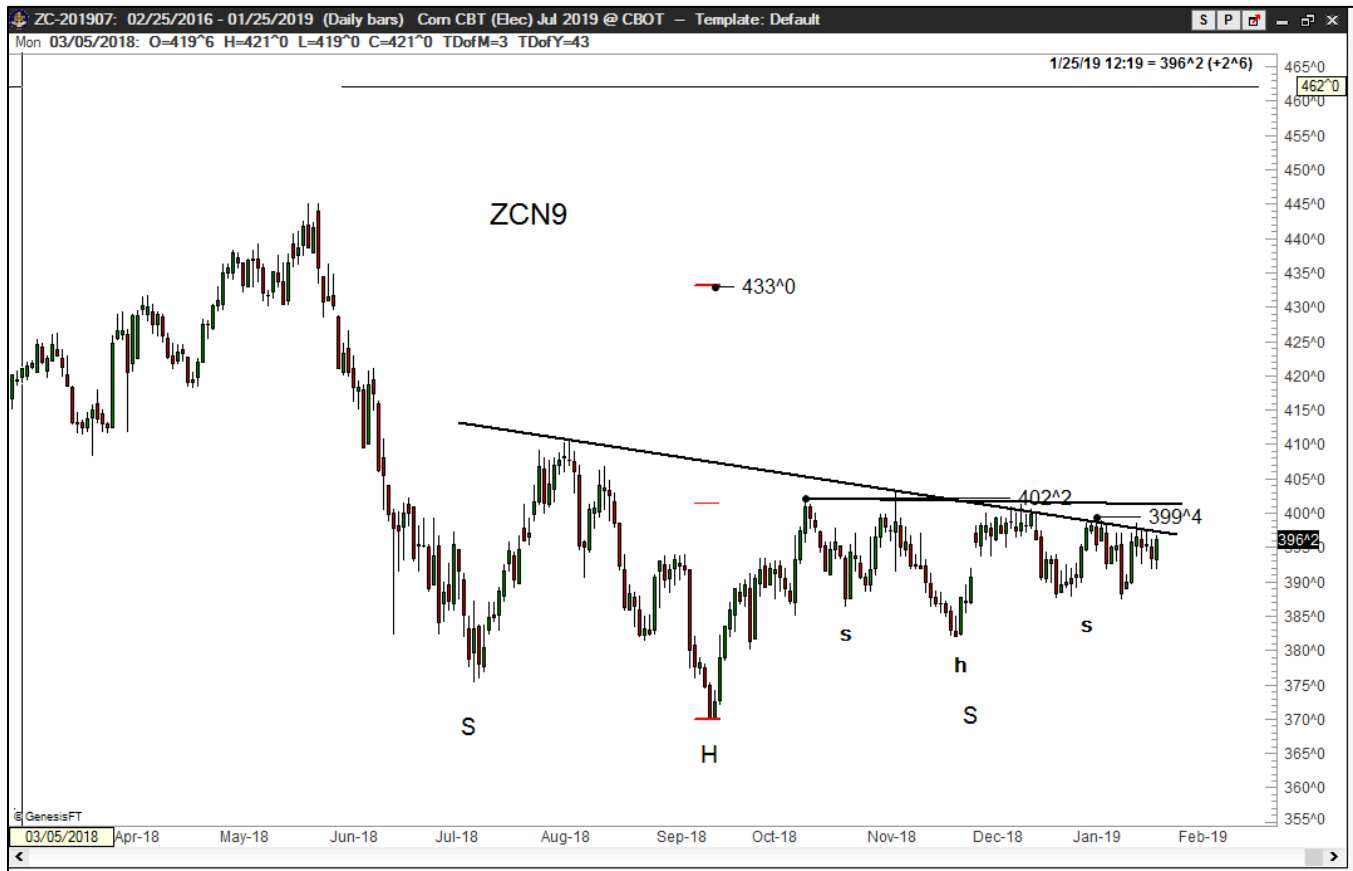 ZC-201907: 02/25/2016 - 01/25/2019 (Daily bars) Corn CBT (Elec) Jul 2019 @ CBOT — Template: Default S P
Mon 03/05/2018: O=419^6 H=421^0 L=419^0 C=421^0 TDofM=3 TDofY=43
1/25/19 12:19 = 396^2 (+2^6)
465^0
462^0
460^0
455^0
450^0
445^0
440^0
435^0
430^0
425^0
420^0
415^0
410^0
405^0
400^0
396^2
390^0
385^0
380^0
375^0
370^0
365^0
360^0
355^0
ZCN9
433^0
402^2
399^4
s
s
h
S
S
H
© GenesisFT
03/05/2018 Apr-18 May-18 Jun-18 Jul-18 Aug-18 Sep-18 Oct-18 Nov-18 Dec-18 Jan-19 Feb-19